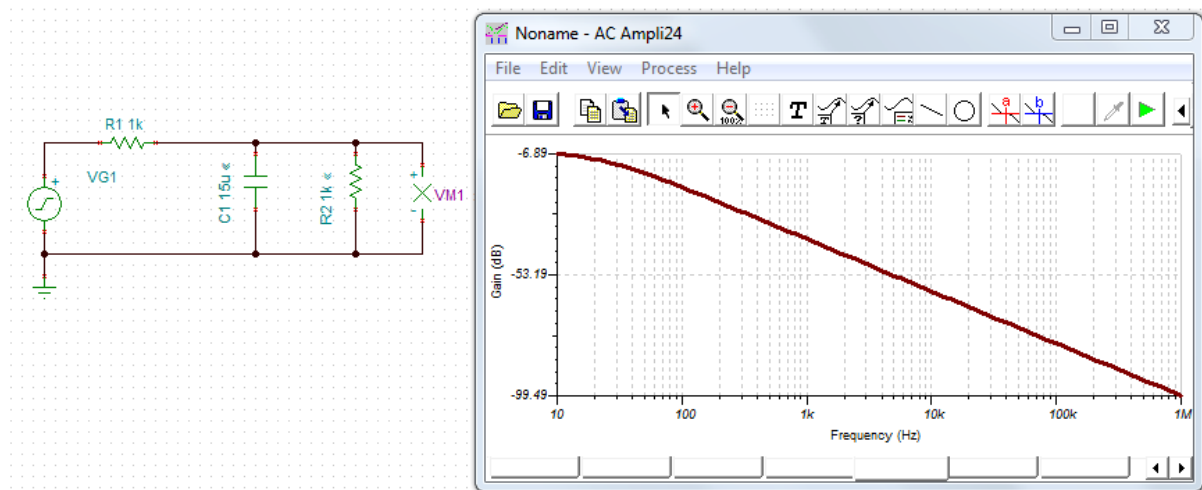 R1 1k
VG1
+
C1 15u «
R2 1k «
+
-
VM1
Noname - AC Ampli24
File Edit View Process Help
100%
T
a
b
Gain (dB)
-6.89
-53.19
-99.49
10 100 1k 10k 100k 1M
Frequency (Hz)